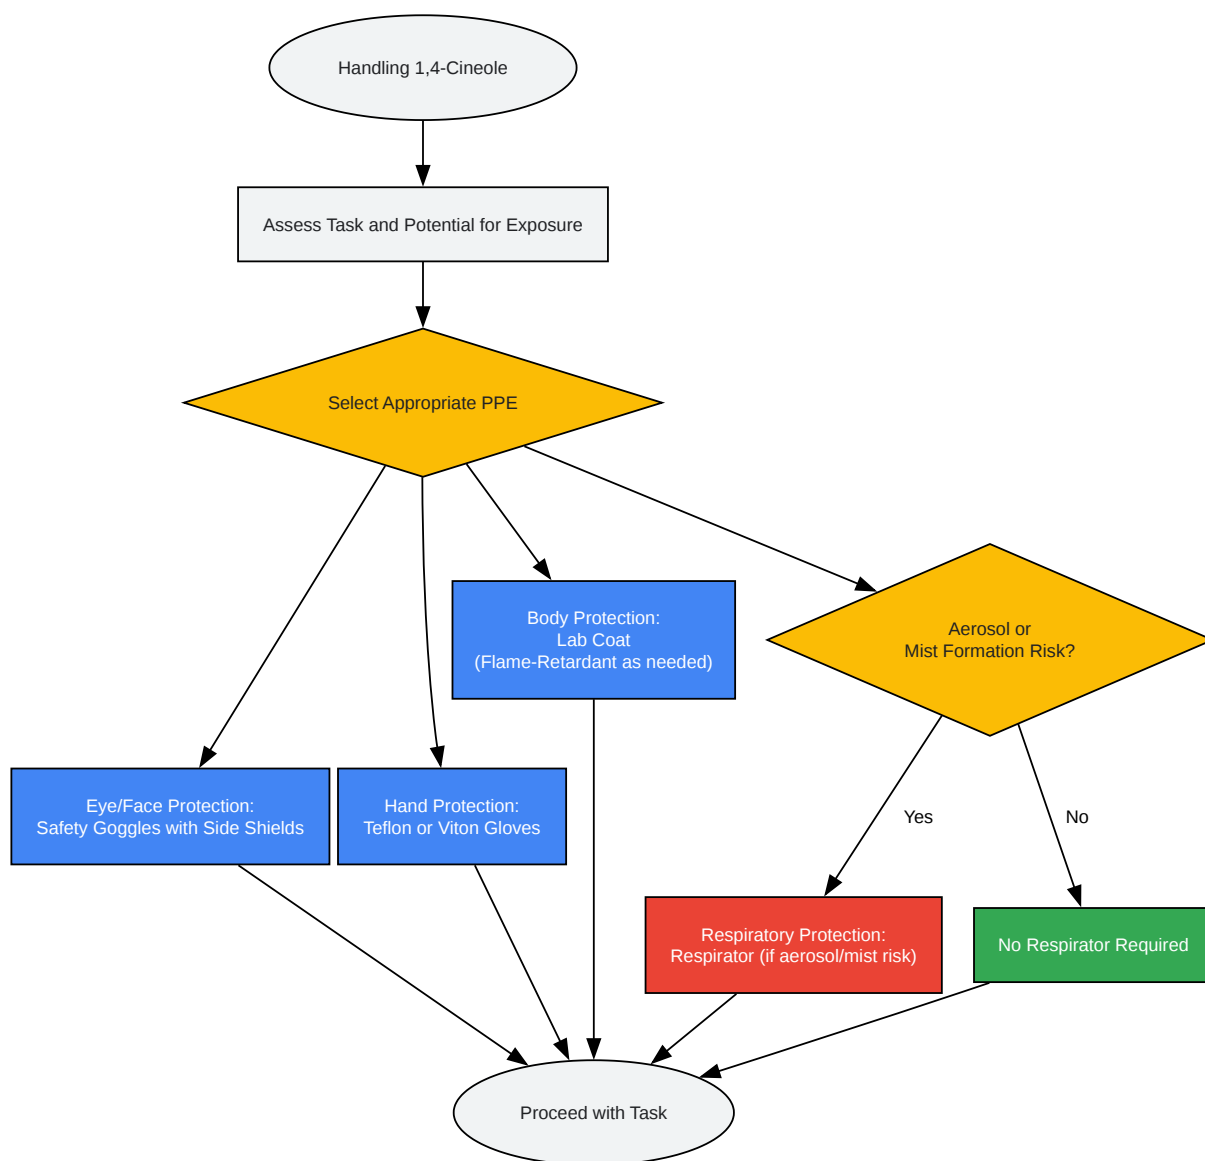 Handling 1,4-Cineole
Assess Task and Potential for Exposure
Select Appropriate PPE
Body Protection:
Lab Coat
(Flame-Retardant as needed)
Aerosol or
Mist Formation Risk?
Eye/Face Protection:
Safety Goggles with Side Shields
Hand Protection:
Teflon or Viton Gloves
Yes
No
Respiratory Protection:
Respirator (if aerosol/mist risk)
No Respirator Required
Proceed with Task